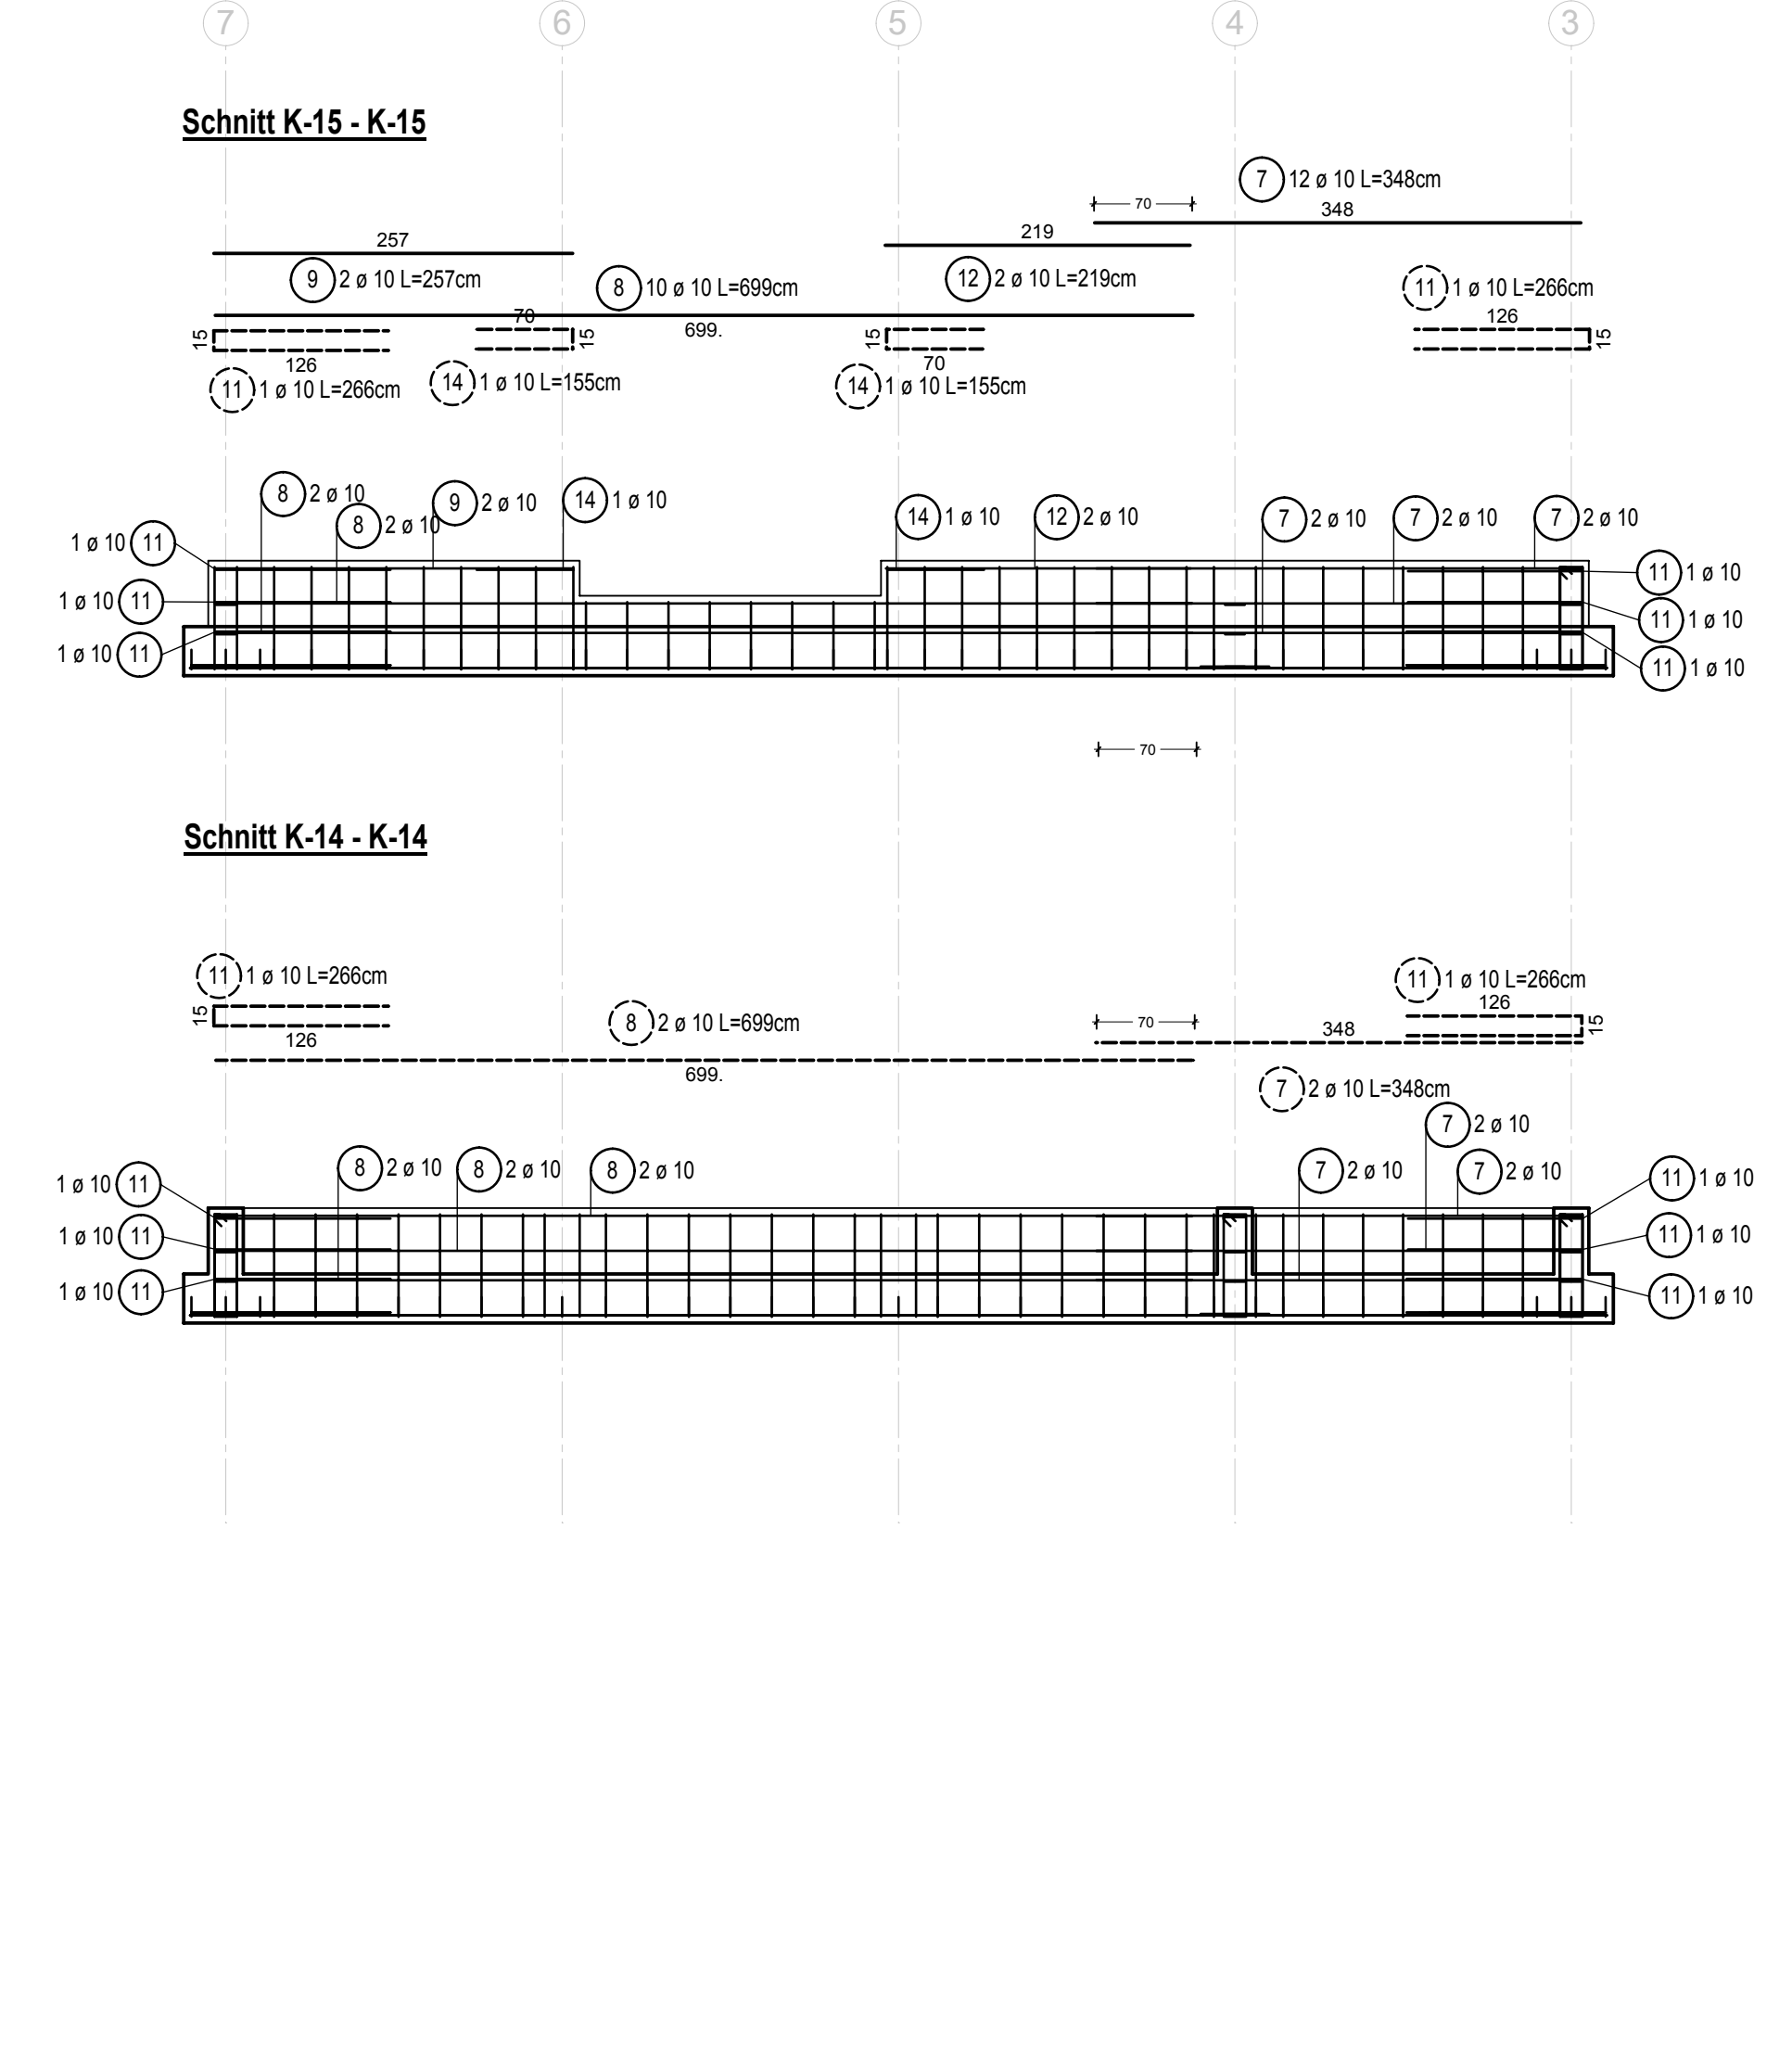 7 6 5 4 3
Schnitt K-15 - K-15
7 12 ø 10 L=348cm
70 348
257 219
9 2 ø 10 L=257cm
8 10 ø 10 L=699cm
12 2 ø 10 L=219cm
11 1 ø 10 L=266cm
70 126
15 15 699. 15 15
126 70
11 1 ø 10 L=266cm
14 1 ø 10 L=155cm
14 1 ø 10 L=155cm
8 2 ø 10
9 2 ø 10
14 1 ø 10
8 2 ø 10
14 1 ø 10
12 2 ø 10
7 2 ø 10
7 2 ø 10
7 2 ø 10
1 ø 10 11
1 ø 10 11
1 ø 10 11
11 1 ø 10
11 1 ø 10
11 1 ø 10
70
Schnitt K-14 - K-14
11 1 ø 10 L=266cm
11 1 ø 10 L=266cm
126
15 8 2 ø 10 L=699cm 70 348 15
126
699.
7 2 ø 10 L=348cm
7 2 ø 10
8 2 ø 10
8 2 ø 10
8 2 ø 10
7 2 ø 10
7 2 ø 10
1 ø 10 11
1 ø 10 11
1 ø 10 11
11 1 ø 10
11 1 ø 10
11 1 ø 10